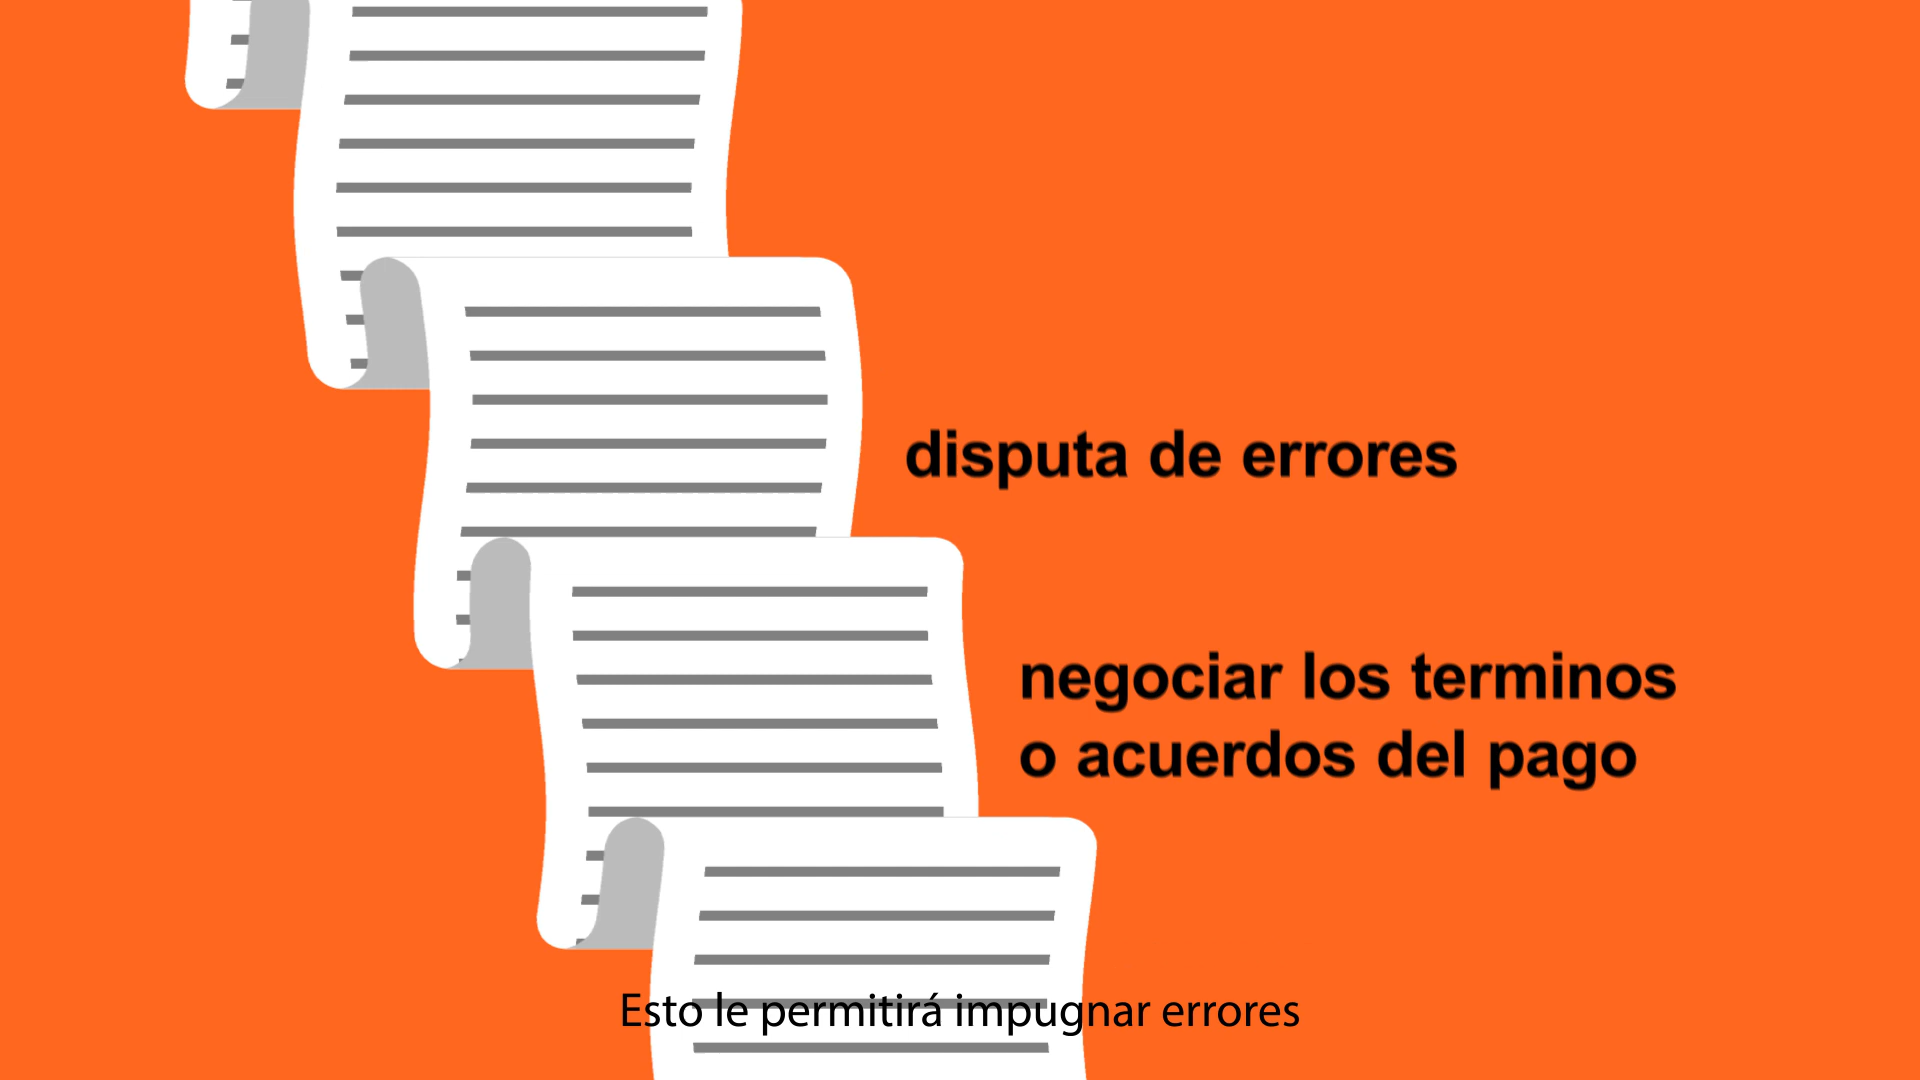 disputa de errores
negociar los terminos
o acuerdos del pago
Esto le permitirá impugnar errores